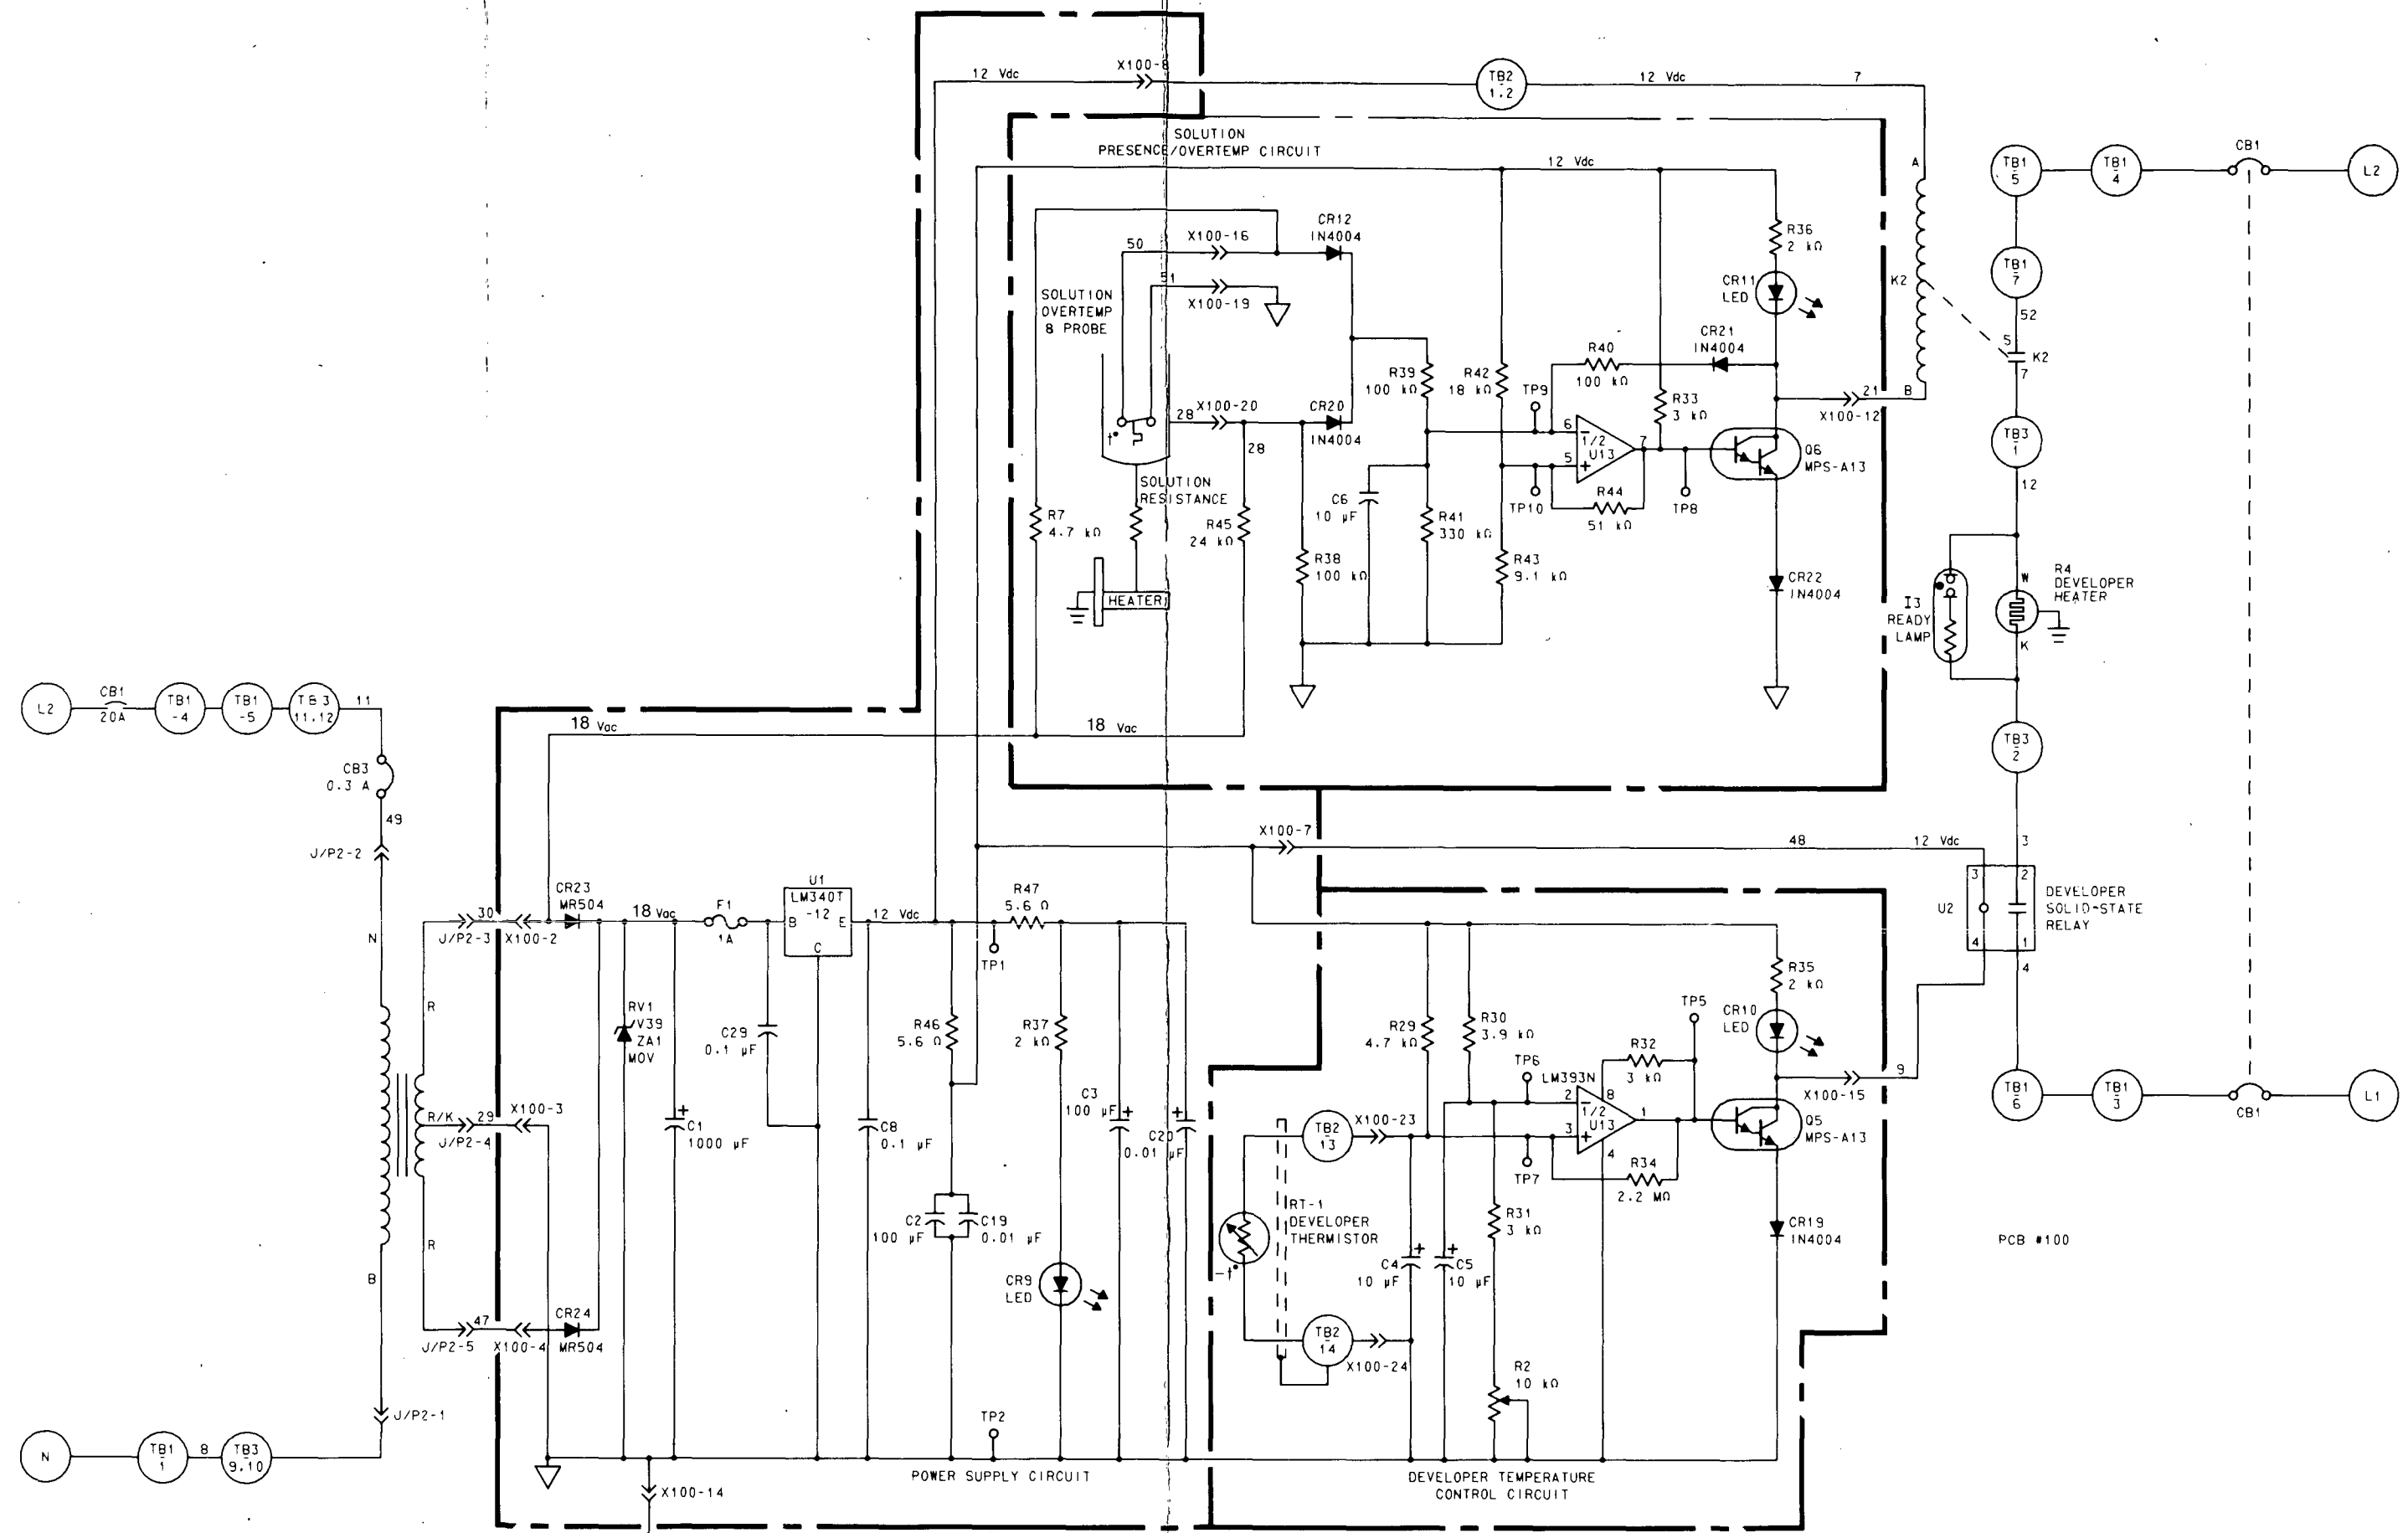 12 Vdc
X100-8
TB2
1,2
12 Vdc
7
SOLUTION
PRESENCE/OVERTEMP CIRCUIT
12 Vdc
A
TB1
5
TB1
4
CB1
L2
CR12
IN4004
50
X100-16
51
X100-19
R36
2 kΩ
CR11
LED
K2
TB1
7
52
SOLUTION
OVERTEMP
8 PROBE
CR21
IN4004
R40
100 kΩ
5
K2
7
R39
100 kΩ
R42
18 kΩ
TP9
R33
3 kΩ
21
B
X100-12
28
X100-20
28
CR20
IN4004
t°
6
1/2
U13
5
7
Q6
MPS-A13
TB3
1
SOLUTION
RESISTANCE
C6
10 µF
TP10
R44
51 kΩ
TP8
12
R7
4.7 kΩ
R45
24 kΩ
R41
330 kΩ
R38
100 kΩ
R43
9.1 kΩ
CR22
IN4004
HEATER
I3
READY
LAMP
W
R4
DEVELOPER
HEATER
K
L2
CB1
20A
TB1
-4
TB1
-5
TB3
11,12
11
18 Vac
18 Vac
TB3
2
CB3
0.3 A
49
J/P2-2
X100-7
48
12 Vdc
3
CR23
MR504
30
J/P2-3
X100-2
18 Vac
F1
1A
U1
LM340T
-12
B
E
C
12 Vdc
R47
5.6 Ω
TP1
U2
3
4
2
1
DEVELOPER
SOLID-STATE
RELAY
4
N
R
RV1
V39
ZA1
MOV
C29
0.1 µF
R46
5.6 Ω
R37
2 kΩ
R29
4.7 kΩ
R30
3.9 kΩ
TP6
LM393N
R32
3 kΩ
TP5
R35
2 kΩ
CR10
LED
9
X100-15
R/K
29
J/P2-4
X100-3
C1
1000 µF
C8
0.1 µF
C3
100 µF
C20
0.01 µF
TB2
13
X100-23
2
1/2
U13
3
8
4
1
Q5
MPS-A13
TB1
6
TB1
3
CB1
L1
TP7
R34
2.2 MΩ
C2
100 µF
C19
0.01 µF
RT-1
DEVELOPER
THERMISTOR
-t°
R31
3 kΩ
CR19
IN4004
PCB #100
R
B
CR9
LED
C4
10 µF
C5
10 µF
47
J/P2-5
X100-4
CR24
MR504
TB2
14
X100-24
R2
10 kΩ
J/P2-1
TP2
N
TB1
1
8
TB3
9,10
X100-14
POWER SUPPLY CIRCUIT
DEVELOPER TEMPERATURE
CONTROL CIRCUIT